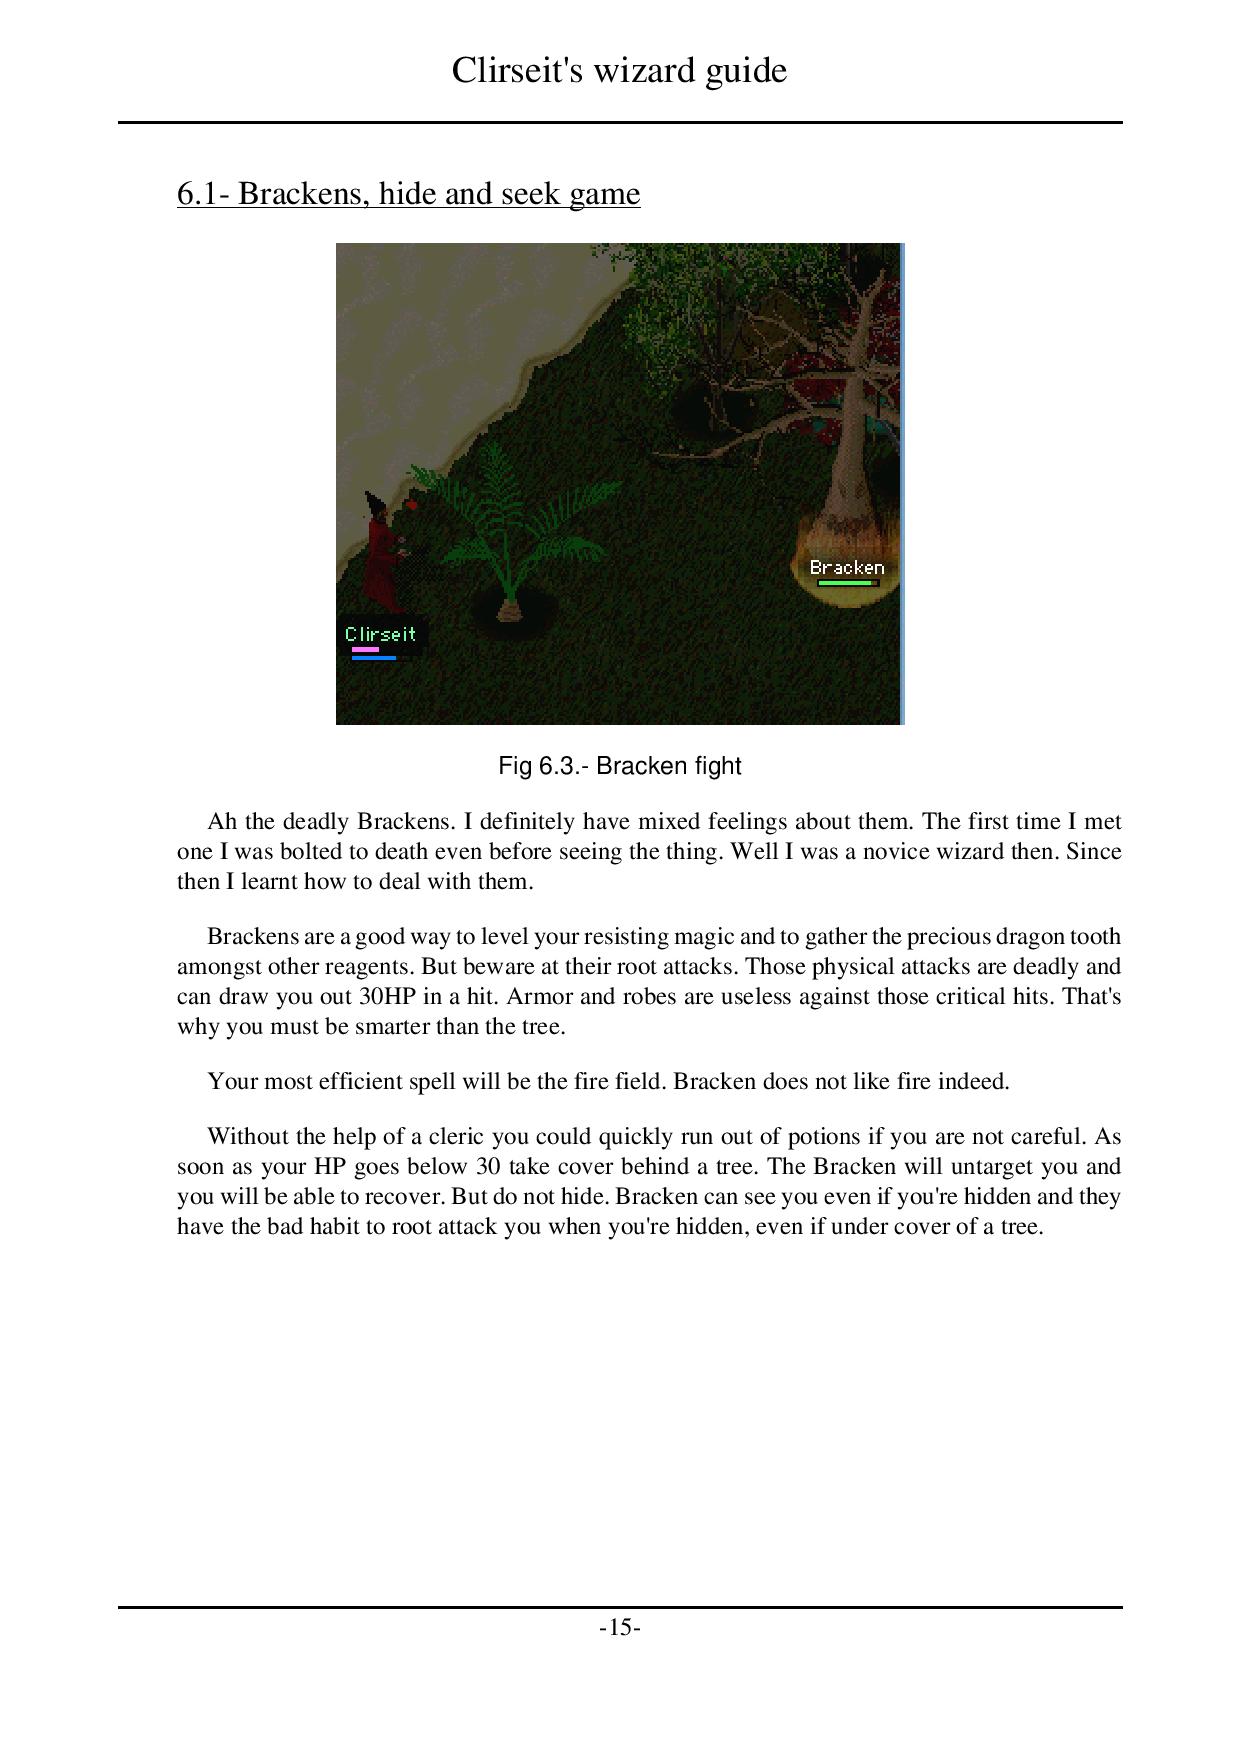 Clirseit's wizard guide
6.1- Brackens, hide and seek game
Bracken
Clirseit
Fig 6.3.- Bracken fight
Ah the deadly Brackens. I definitely have mixed feelings about them. The first time I met
one I was bolted to death even before seeing the thing. Well I was a novice wizard then. Since
then I learnt how to deal with them.
Brackens are a good way to level your resisting magic and to gather the precious dragon tooth
amongst other reagents. But beware at their root attacks. Those physical attacks are deadly and
can draw you out 30HP in a hit. Armor and robes are useless against those critical hits. That's
why you must be smarter than the tree.
Your most efficient spell will be the fire field. Bracken does not like fire indeed.
Without the help of a cleric you could quickly run out of potions if you are not careful. As
soon as your HP goes below 30 take cover behind a tree. The Bracken will untarget you and
you will be able to recover. But do not hide. Bracken can see you even if you're hidden and they
have the bad habit to root attack you when you're hidden, even if under cover of a tree.
-15-